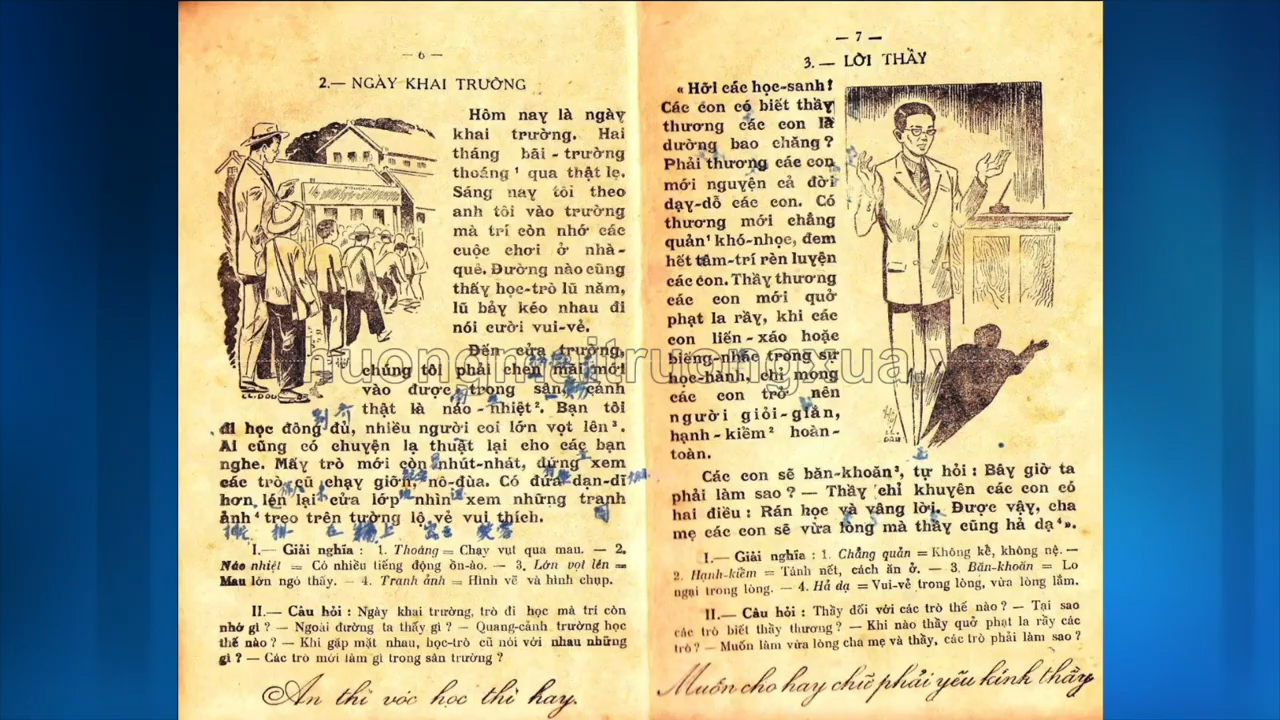 — 6 —
2.— NGÀY KHAI TRƯỜNG
Hôm nay là ngày
khai trường. Hai
tháng bãi-trường
thoáng¹ qua thật lẹ.
Sáng nay tôi theo
anh tôi vào trường
mà trí còn nhớ các
cuộc chơi ở nhà-
quê. Đường nào cũng
thấy học-trò lũ năm,
lũ bảy kéo nhau đi
nói cười vui-vẻ.
Đến cửa trường,
chúng tôi phải chen mãi mới
vào được trong sân, cảnh
thật là náo-nhiệt². Bạn tôi
đi học đông đủ, nhiều người coi lớn vọt lên³.
Ai cũng có chuyện lạ thuật lại cho các bạn
nghe. Mấy trò mới còn nhút-nhát, đứng xem
các trò cũ chạy giỡn, nô-đùa. Có đứa dạn-dĩ
hơn lén lại cửa lớp nhìn xem những tranh
ảnh⁴ treo trên tường lộ vẻ vui thích.
I.— Giải nghĩa : 1. Thoáng = Chạy vụt qua mau. — 2.
Náo nhiệt = Có nhiều tiếng động ồn-ào. — 3. Lớn vọt lên =
Mau lớn ngó thấy. — 4. Tranh ảnh = Hình vẽ và hình chụp.
II.— Câu hỏi : Ngày khai trường, trò đi học mà trí còn
nhớ gì ? — Ngoài đường ta thấy gì ? — Quang-cảnh trường học
thế nào ? — Khi gặp mặt nhau, học-trò cũ nói với nhau những
gì ? — Các trò mới làm gì trong sân trường ?
Ăn thì vóc học thì hay.
— 7 —
3.— LỜI THẦY
« Hỡi các học-sanh !
Các con có biết thầy
thương các con là
dường bao chăng ?
Phải thương các con
mới nguyện cả đời
dạy-dỗ các con. Có
thương mới chẳng
quản¹ khó-nhọc, đem
hết tâm-trí rèn luyện
các con. Thầy thương
các con mới quở
phạt la rầy, khi các
con liến-xáo hoặc
biếng-nhác trong sự
học-hành, chỉ mong
các con trở nên
người giỏi-giắn,
hạnh-kiểm² hoàn-
toàn.
Các con sẽ băn-khoăn³, tự hỏi : Bây giờ ta
phải làm sao ? — Thầy chỉ khuyên các con có
hai điều : Rán học và vâng lời. Được vậy, cha
mẹ các con sẽ vừa lòng mà thầy cũng hả dạ⁴».
I.— Giải nghĩa : 1. Chẳng quản = Không kể, không nệ. —
2. Hạnh-kiểm = Tánh nết, cách ăn ở. — 3. Băn-khoăn = Lo
ngại trong lòng. — 4. Hả dạ = Vui-vẻ trong lòng, vừa lòng lắm.
II.— Câu hỏi : Thầy đối với các trò thế nào ? — Tại sao
các trò biết thầy thương ? — Khi nào thầy quở phạt la rầy các
trò ? — Muốn làm vừa lòng cha mẹ và thầy, các trò phải làm sao ?
Muốn cho hay chữ phải yêu kính thầy